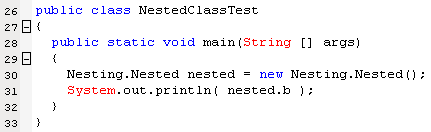 26 public class NestedClassTest
27 {
28 public static void main(String [] args)
29 {
30 Nesting.Nested nested = new Nesting.Nested();
31 System.out.println( nested.b );
32 }
33 }